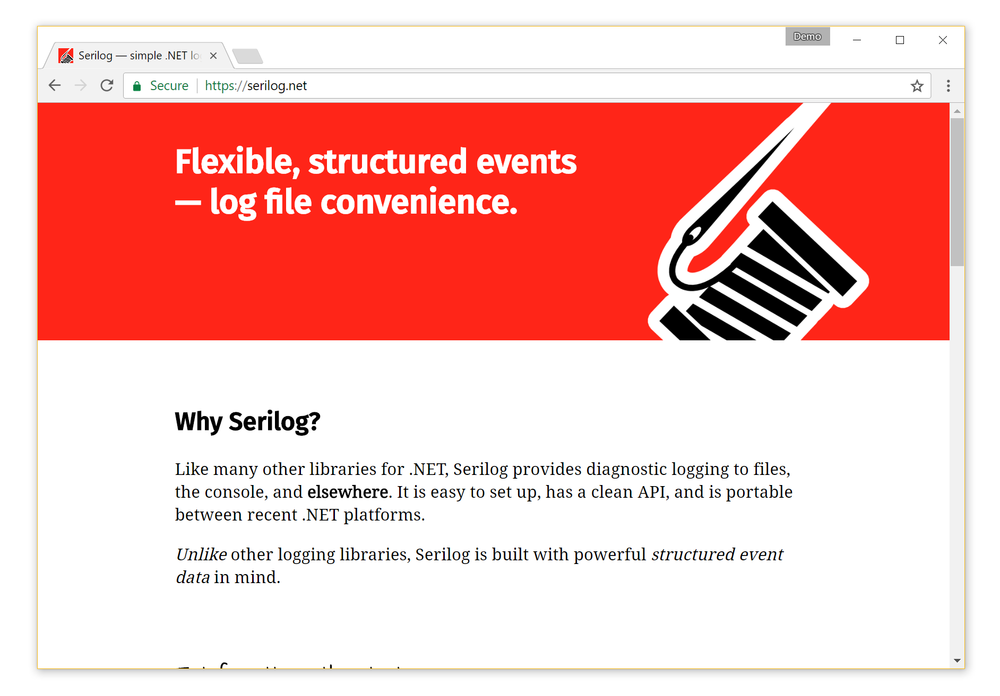 Demo
Serilog — simple .NET lo
Secure
https://serilog.net
Flexible, structured events
— log file convenience.
Why Serilog?
Like many other libraries for .NET, Serilog provides diagnostic logging to files,
the console, and elsewhere. It is easy to set up, has a clean API, and is portable
between recent .NET platforms.
Unlike other logging libraries, Serilog is built with powerful structured event
data in mind.